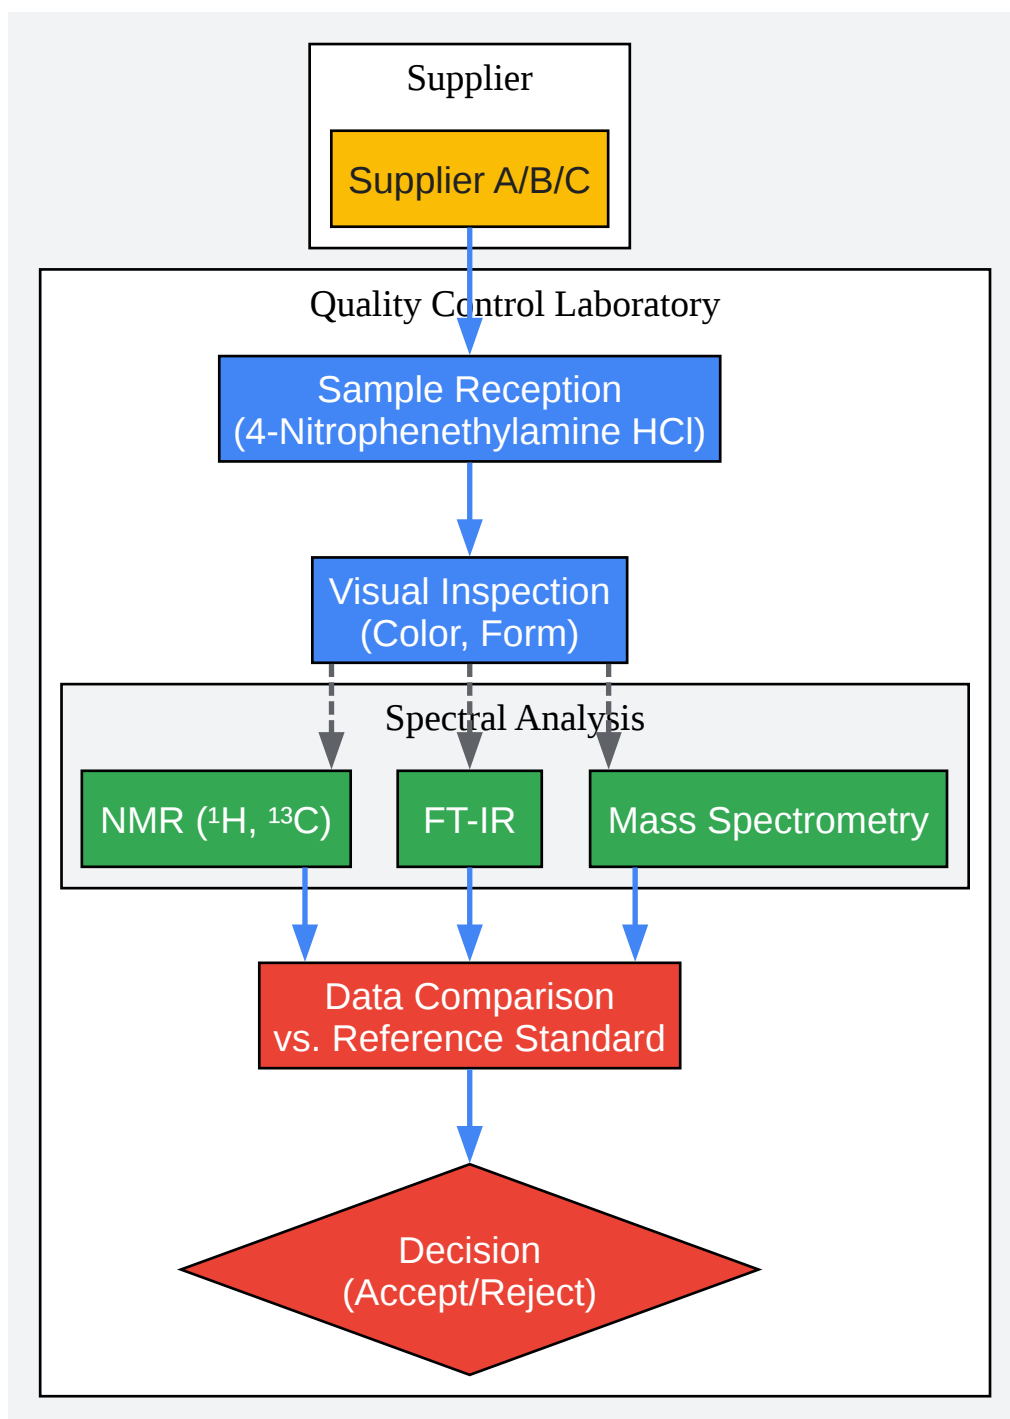 Supplier
Supplier A/B/C
Quality Control Laboratory
Sample Reception
(4-Nitrophenethylamine HCl)
Visual Inspection
(Color, Form)
Spectral Analysis
NMR (¹H, ¹³C)
FT-IR
Mass Spectrometry
Data Comparison
vs. Reference Standard
Decision
(Accept/Reject)